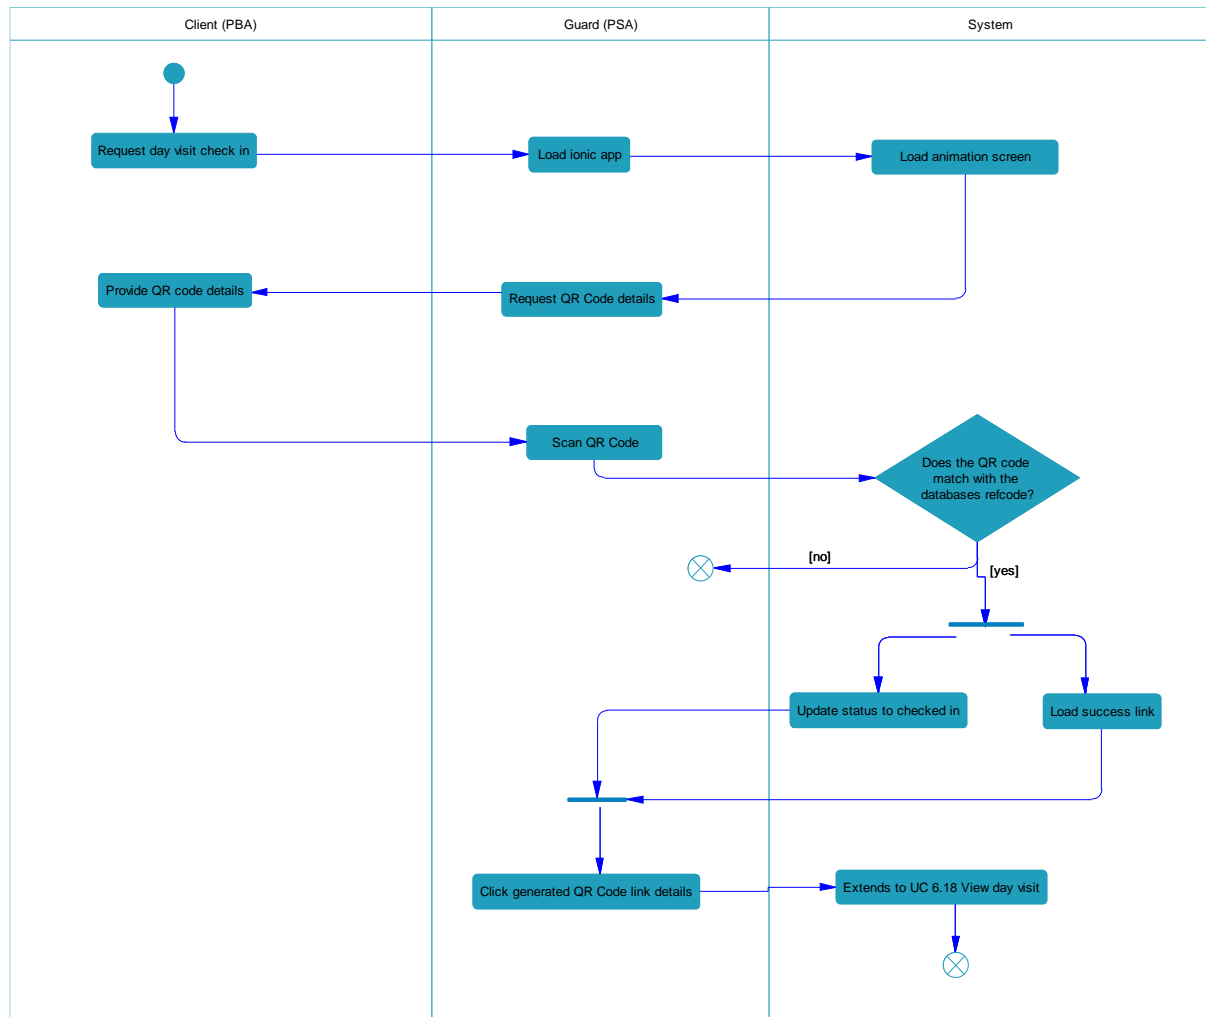 Client (PBA)
Guard (PSA)
System
Request day visit check in
Load ionic app
Load animation screen
Provide QR code details
Request QR Code details
Scan QR Code
Does the QR code
match with the
databases refcode?
[no]
[yes]
Update status to checked in
Load success link
Click generated QR Code link details
Extends to UC 6.18 View day visit